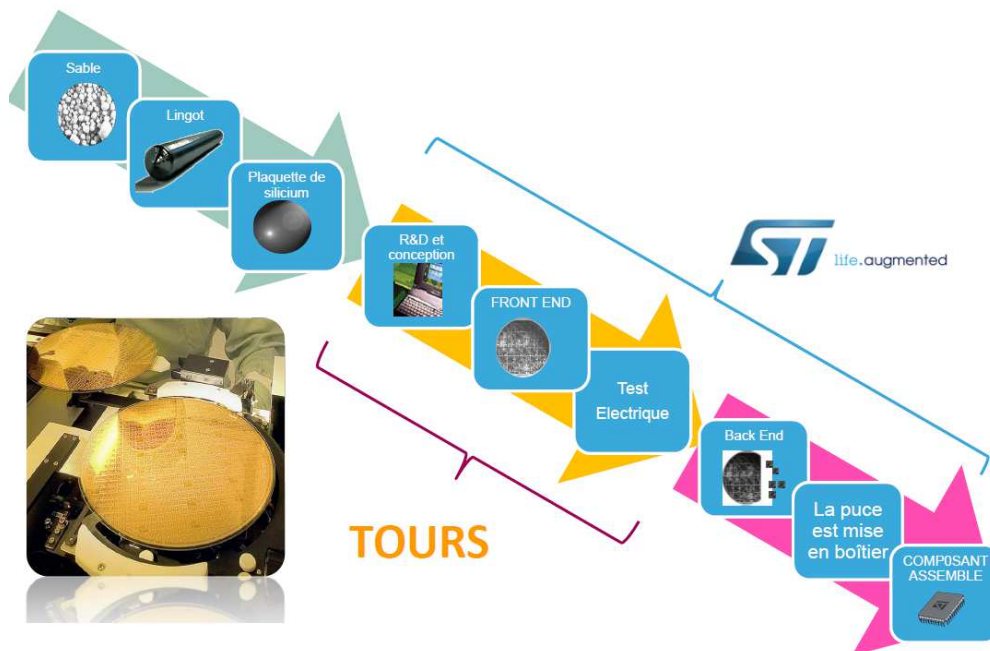 Sable
Lingot
Plaquette de
silicium
R&D et
conception
FRONT END
Test
Electrique
Back End
La puce
est mise
en boîtier
COMP0SANT
ASSEMBLE
ST
life.augmented
TOURS